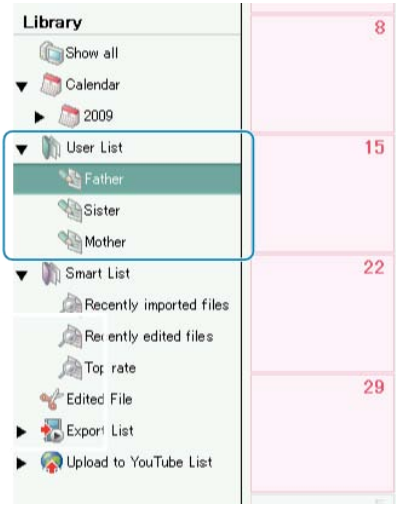 Library
Show all
Calendar
2009
User List
Father
Sister
Mother
Smart List
Recently imported files
Recently edited files
Top rate
Edited File
Export List
Upload to YouTube List
8
15
22
29